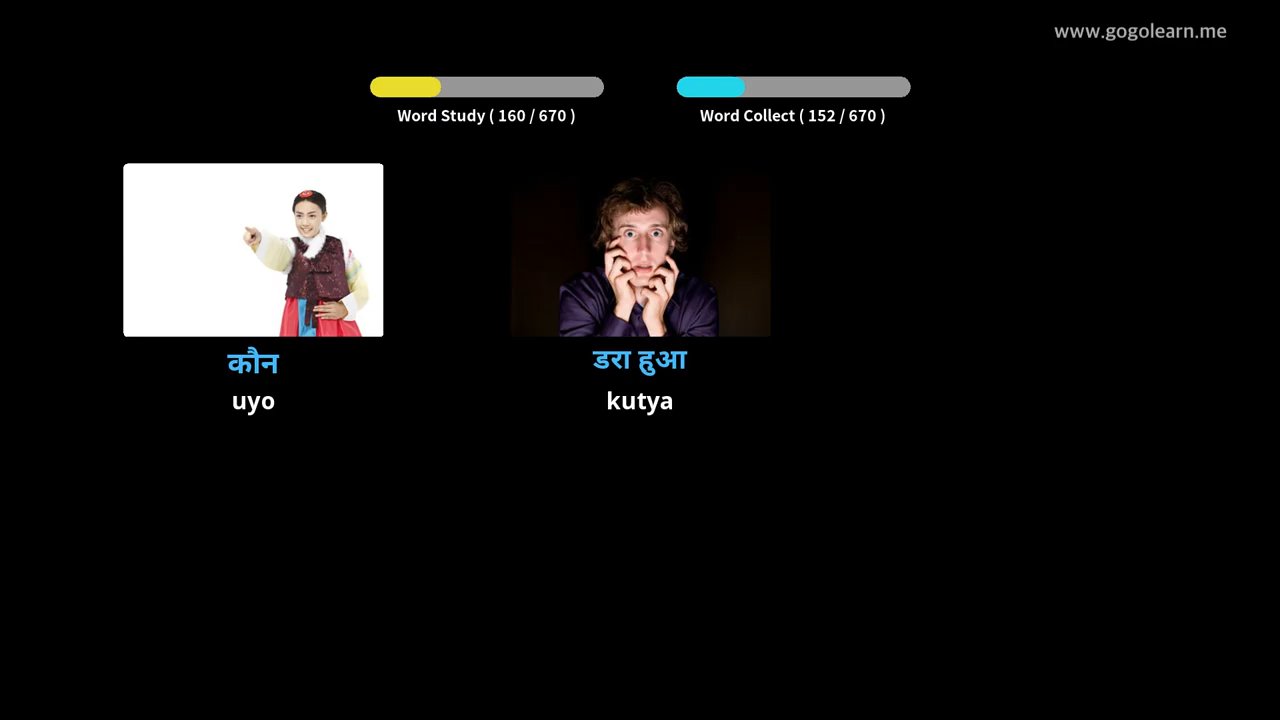 www.gogolearn.me
Word Study ( 160 / 670 )
Word Collect ( 152 / 670 )
कौन
डरा हुआ
uyo
kutya